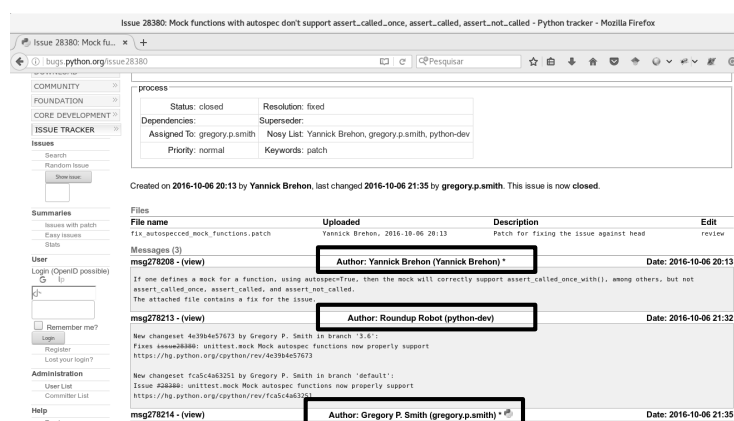 Issue 28380: Mock functions with autospec don't support assert_called_once, assert_called, assert_not_called - Python tracker - Mozilla Firefox
Issue 28380: Mock fu... × +
bugs.python.org/issue28380
Pesquisar
COMMUNITY »
FOUNDATION »
CORE DEVELOPMENT »
ISSUE TRACKER »
Issues
Search
Random Issue
Show issue
Summaries
Issues with patch
Easy issues
Stats
User
Login (OpenID possible)
Remember me?
Login
Register
Lost your login?
Administration
User List
Committer List
Help
process
Status: closed Resolution: fixed
Dependencies: Superseder:
Assigned To: gregory.p.smith Nosy List: Yannick Brehon, gregory.p.smith, python-dev
Priority: normal Keywords: patch
Created on 2016-10-06 20:13 by Yannick Brehon, last changed 2016-10-06 21:35 by gregory.p.smith. This issue is now closed.
Files
File name Uploaded Description Edit
fix_autospecced_mock_functions.patch Yannick Brehon, 2016-10-06 20:13 Patch for fixing the issue against head review
Messages (3)
msg278208 - (view) Author: Yannick Brehon (Yannick Brehon) * Date: 2016-10-06 20:13
If one defines a mock for a function, using autospec=True, then the mock will correctly support assert_called_once_with(), among others, but not
assert_called_once, assert_called, and assert_not_called.
The attached file contains a fix for the issue.
msg278213 - (view) Author: Roundup Robot (python-dev) Date: 2016-10-06 21:32
New changeset 4e39b4e57673 by Gregory P. Smith in branch '3.6':
Fixes issue28380: unittest.mock Mock autospec functions now properly support
https://hg.python.org/cpython/rev/4e39b4e57673
New changeset fca5c4a63251 by Gregory P. Smith in branch 'default':
Issue #28380: unittest.mock Mock autospec functions now properly support
https://hg.python.org/cpython/rev/fca5c4a63251
msg278214 - (view) Author: Gregory P. Smith (gregory.p.smith) * Date: 2016-10-06 21:35